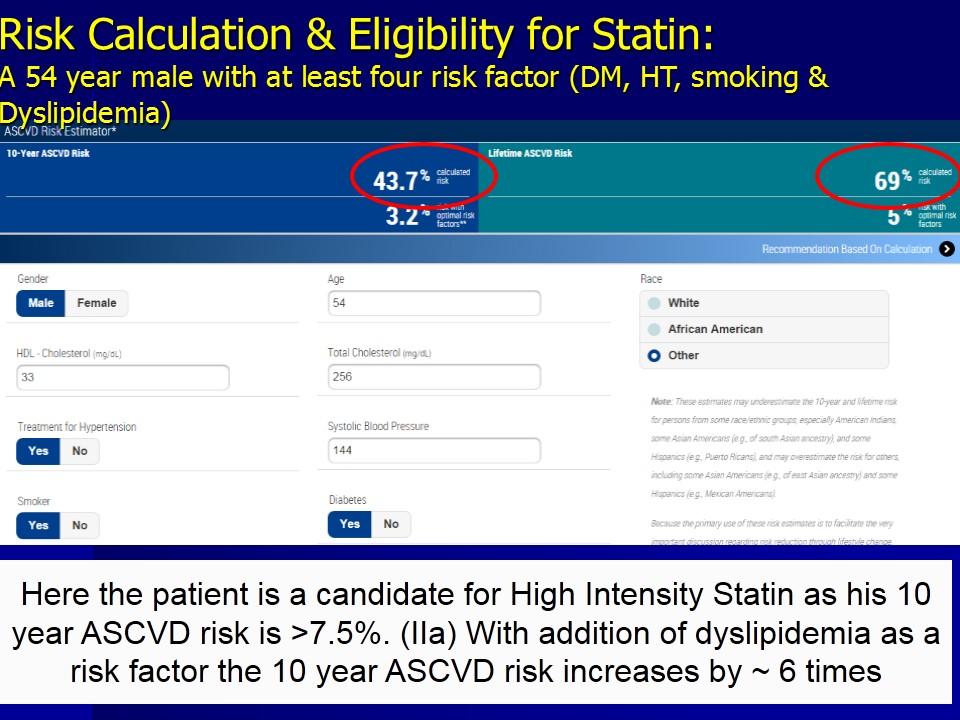 Risk Calculation & Eligibility for Statin:
A 54 year male with at least four risk factor (DM, HT, smoking &
Dyslipidemia)
ASCVD Risk Estimator*
10-Year ASCVD Risk
43.7% calculated
risk
3.2% risk with
optimal risk
factors**
Lifetime ASCVD Risk
69% calculated
risk
5% risk with
optimal risk
factors
Recommendation Based On Calculation
Gender
Male Female
Age
54
Race
White
African American
Other
HDL - Cholesterol (mg/dL)
33
Total Cholesterol (mg/dL)
256
Treatment for Hypertension
Yes No
Systolic Blood Pressure
144
Smoker
Yes No
Diabetes
Yes No
Note: These estimates may underestimate the 10-year and lifetime risk
for persons from some race/ethnic groups, especially American Indians,
some Asian Americans (e.g., of south Asian ancestry), and some
Hispanics (e.g., Puerto Ricans), and may overestimate the risk for others,
including some Asian Americans (e.g., of east Asian ancestry) and some
Hispanics (e.g., Mexican Americans).
Because the primary use of these risk estimates is to facilitate the very
important discussion regarding risk reduction through lifestyle change,
Here the patient is a candidate for High Intensity Statin as his 10
year ASCVD risk is >7.5%. (IIa) With addition of dyslipidemia as a
risk factor the 10 year ASCVD risk increases by ~ 6 times